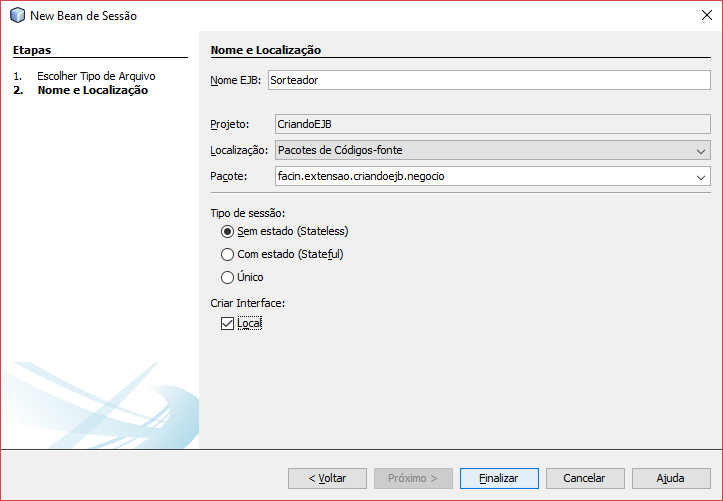 New Bean de Sessão
Etapas
1. Escolher Tipo de Arquivo
2. Nome e Localização
Nome e Localização
Nome EJB: Sorteador
Projeto: CriandoEJB
Localização: Pacotes de Códigos-fonte
Pacote: facin.extensao.criandoejb.negocio
Tipo de sessão:
Sem estado (Stateless)
Com estado (Stateful)
Único
Criar Interface:
Local
< Voltar Próximo > Finalizar Cancelar Ajuda